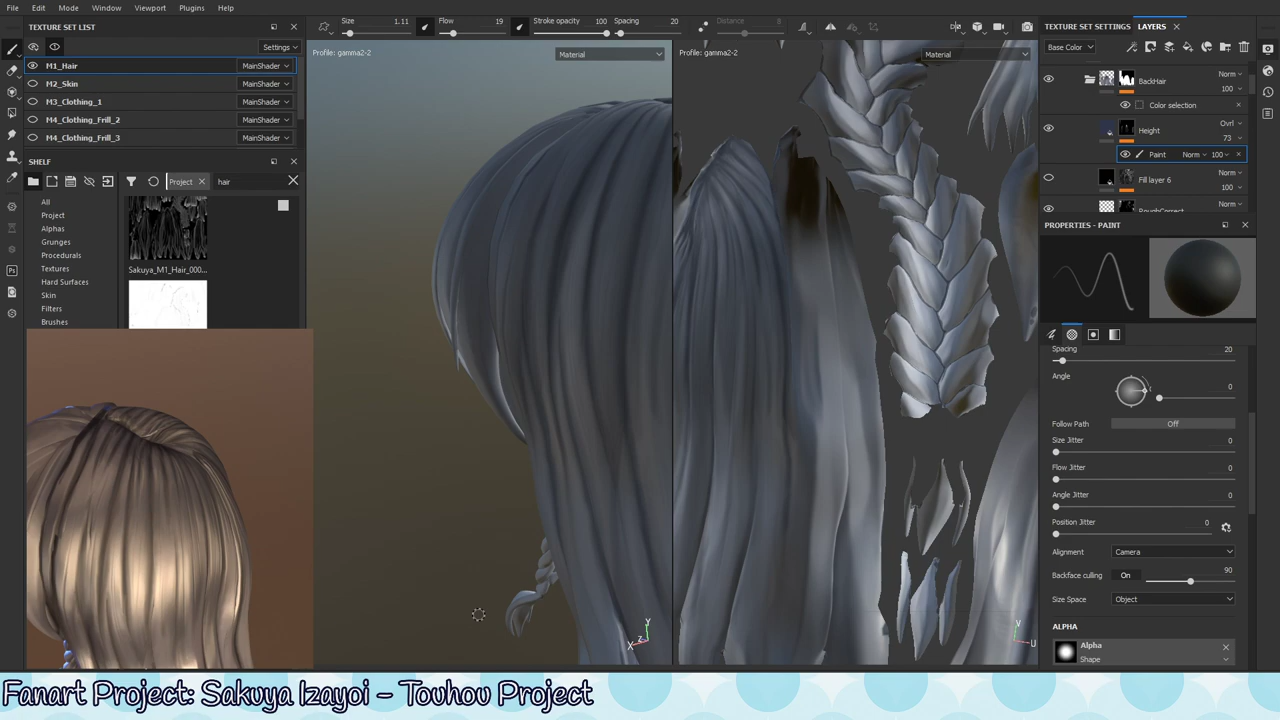 File Edit Mode Window Viewport Plugins Help
TEXTURE SET LIST
Settings
M1_Hair MainShader
M2_Skin MainShader
M3_Clothing_1 MainShader
M4_Clothing_Frill_2 MainShader
M4_Clothing_Frill_3 MainShader
SHELF
Project hair
All
Project
Alphas
Grunges
Procedurals
Textures
Hard Surfaces
Skin
Filters
Brushes
Sakuya_M1_Hair_000...
Size 1.11 Flow 19 Stroke opacity 100 Spacing 20 Distance 8
Profile: gamma2-2 Material
Profile: gamma2-2 Material
TEXTURE SET SETTINGS LAYERS
Base Color
BackHair Norm 100
Color selection
Height Ovrl 73
Paint Norm 100
Fill layer 6 Norm 100
RoughCorrect Norm
PROPERTIES - PAINT
Spacing 20
Angle 0
Follow Path Off
Size Jitter 0
Flow Jitter 0
Angle Jitter 0
Position Jitter 0
Alignment Camera
Backface culling On 90
Size Space Object
ALPHA
Alpha
Shape
Y X Z
V U
Ps
Fanart Project: Sakuya Izayoi - Touhou Project